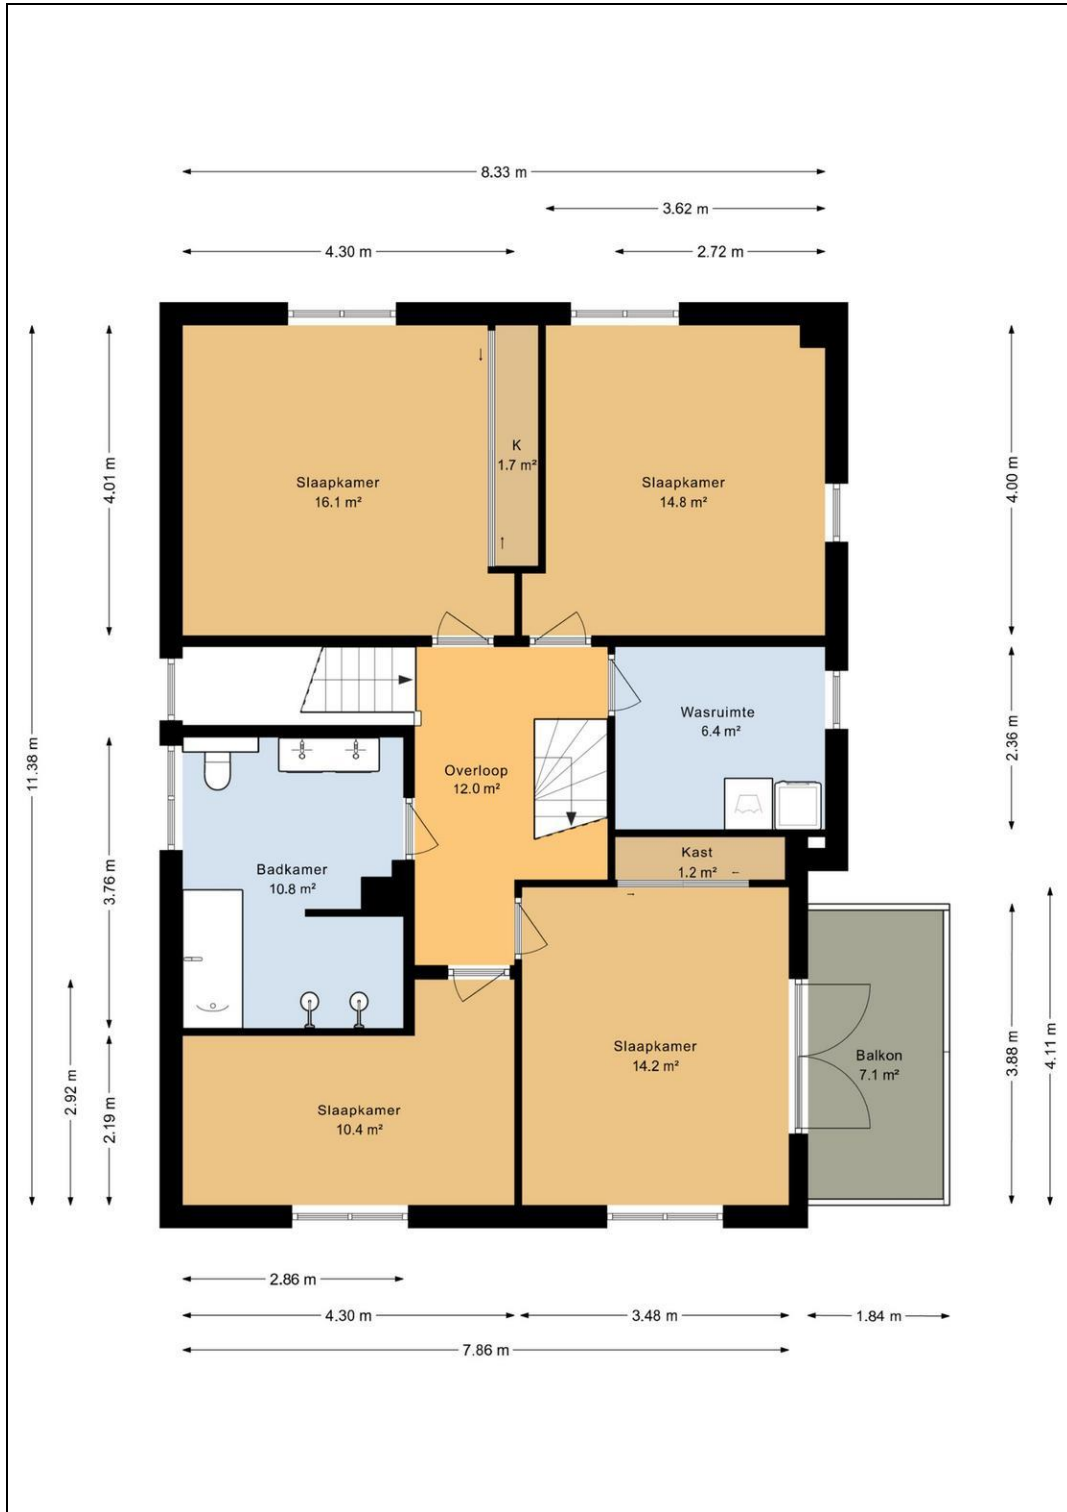 8.33 m
3.62 m
4.30 m
2.72 m
K
1.7 m²
4.01 m
Slaapkamer
16.1 m²
Slaapkamer
14.8 m²
4.00 m
Wasruimte
6.4 m²
2.36 m
11.38 m
Overloop
12.0 m²
Kast
1.2 m²
3.76 m
Badkamer
10.8 m²
Slaapkamer
14.2 m²
Balkon
7.1 m²
3.88 m
4.11 m
2.92 m
2.19 m
Slaapkamer
10.4 m²
2.86 m
4.30 m
3.48 m
1.84 m
7.86 m